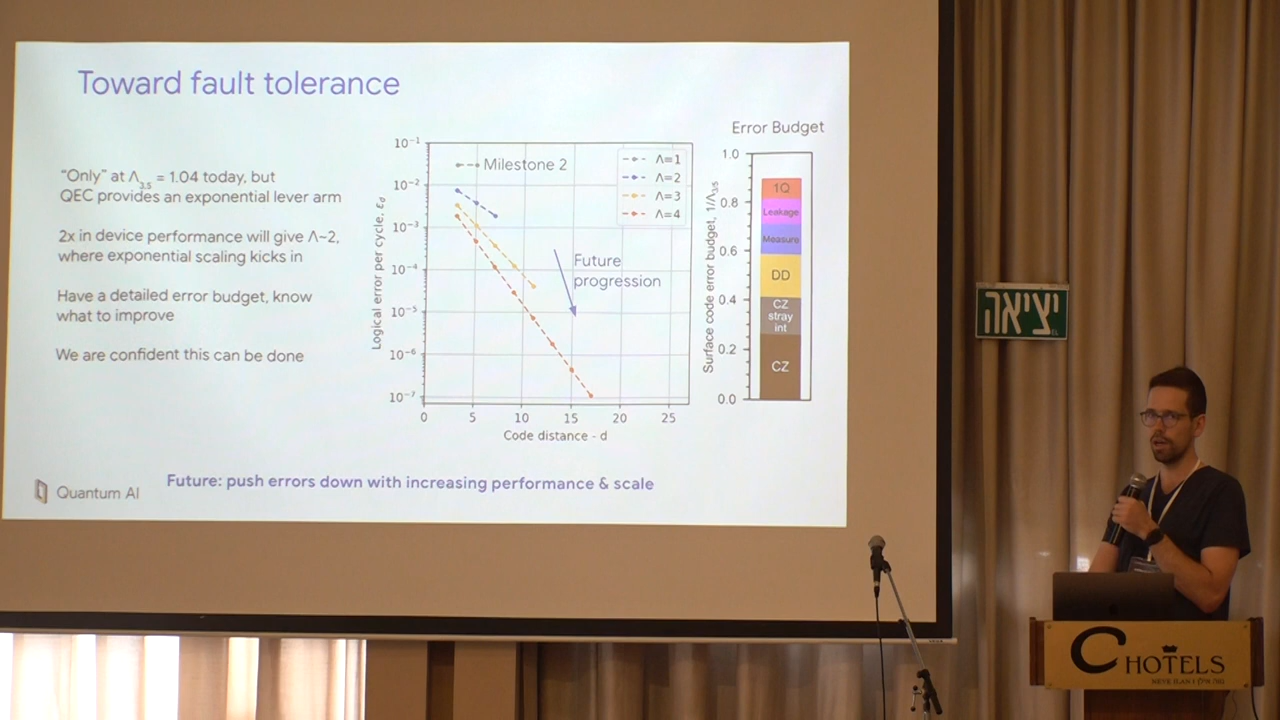 Toward fault tolerance
"Only" at Λ3,5 = 1.04 today, but
QEC provides an exponential lever arm
2x in device performance will give Λ~2,
where exponential scaling kicks in
Have a detailed error budget, know
what to improve
We are confident this can be done
Logical error per cycle, εd
10⁻¹
10⁻²
10⁻³
10⁻⁴
10⁻⁵
10⁻⁶
10⁻⁷
Milestone 2
Λ=1
Λ=2
Λ=3
Λ=4
Future
progression
0
5
10
15
20
25
Code distance - d
Error Budget
Surface code error budget, 1/Λ3,5
1.0
0.8
0.6
0.4
0.2
0.0
1Q
Leakage
Measure
DD
CZ
stray
int
CZ
Future: push errors down with increasing performance & scale
Quantum AI
יציאה
C HOTELS
NEVE ILAN